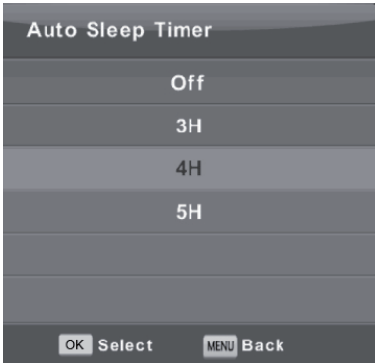 Auto Sleep Timer
Off
3H
4H
5H
OK Select MENU Back